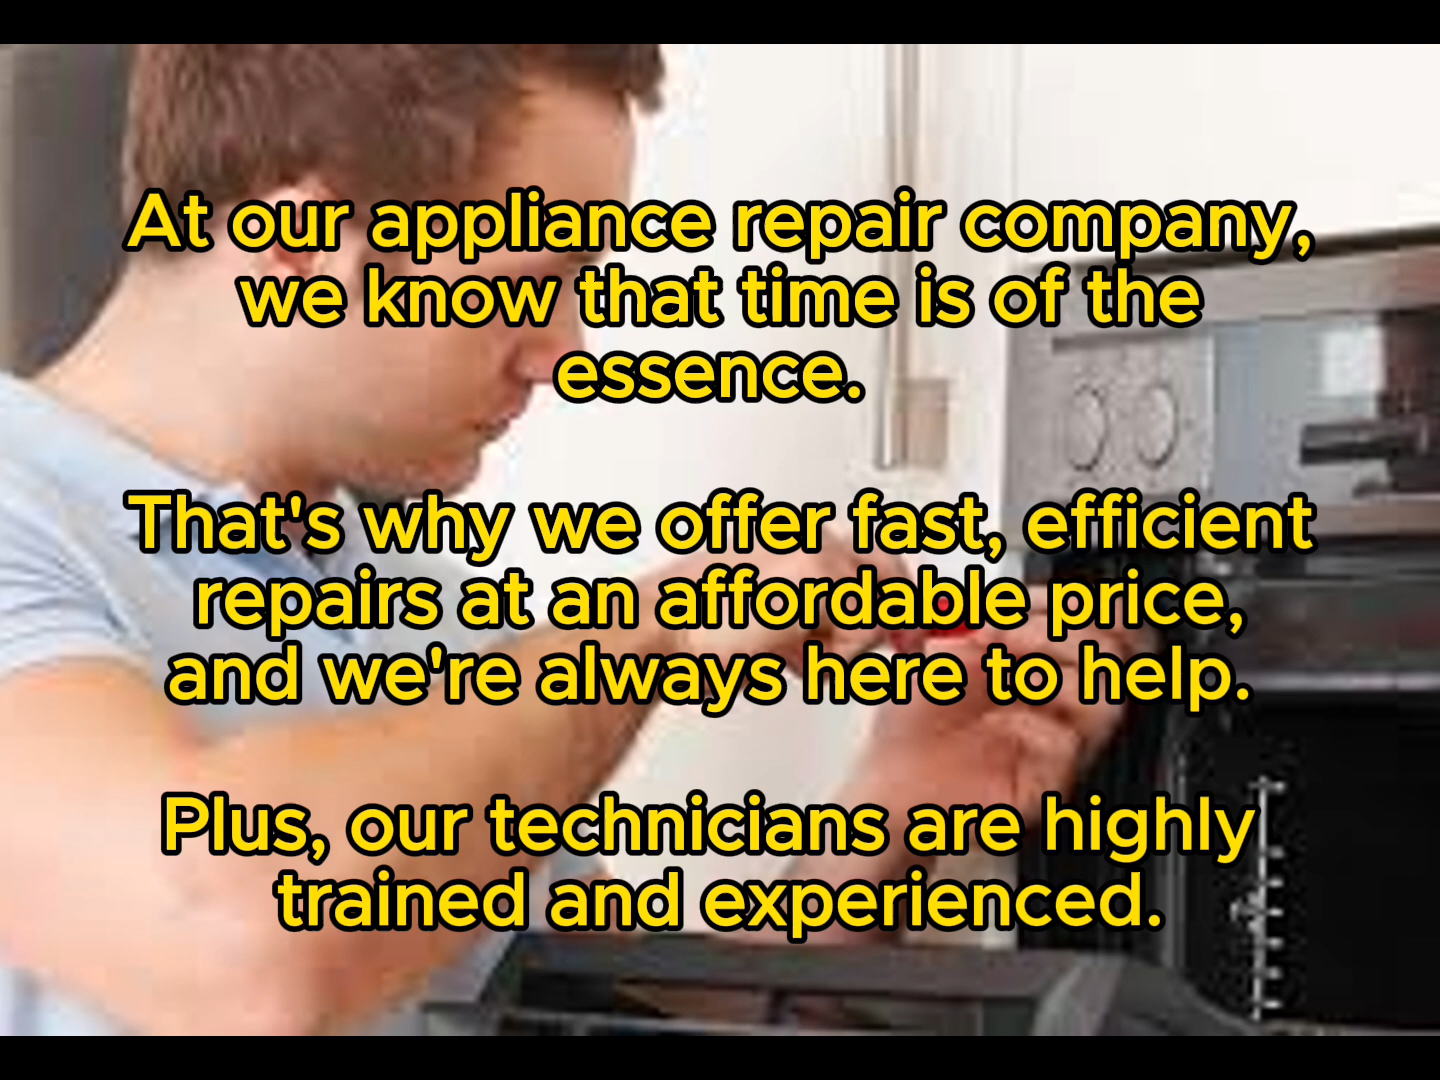 At our appliance repair company,
we know that time is of the
essence.
That's why we offer fast, efficient
repairs at an affordable price,
and we're always here to help.
Plus, our technicians are highly
trained and experienced.